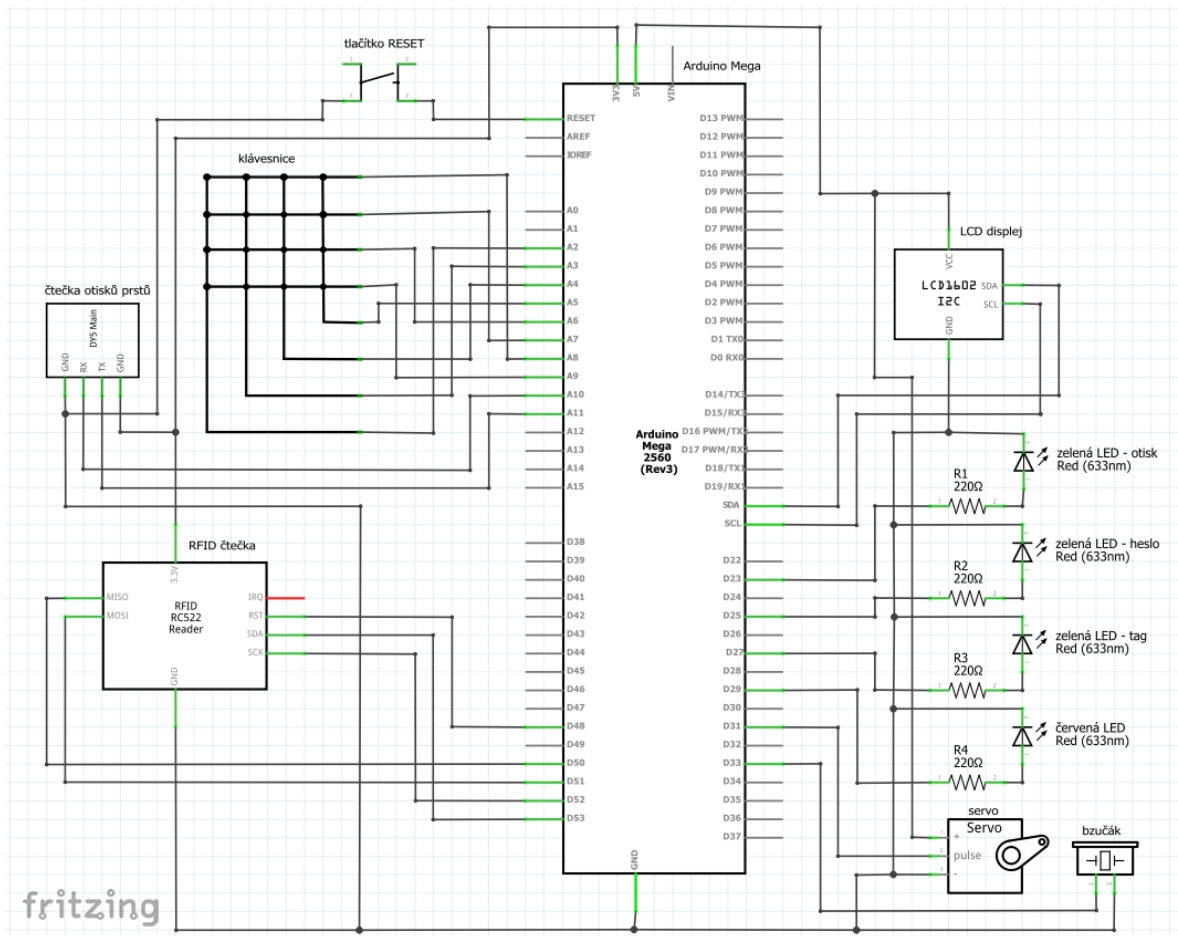 tlačítko RESET
Arduino Mega
3V3
5V
VIN
RESET
AREF
IOREF
A0
A1
A2
A3
A4
A5
A6
A7
A8
A9
A10
A11
A12
A13
A14
A15
D38
D39
D40
D41
D42
D43
D44
D45
D46
D47
D48
D49
D50
D51
D52
D53
D13 PWM
D12 PWM
D11 PWM
D10 PWM
D9 PWM
D8 PWM
D7 PWM
D6 PWM
D5 PWM
D4 PWM
D2 PWM
D3 PWM
D1 TX0
D0 RX0
D14/TX3
D15/RX3
D16 PWM/TX2
D17 PWM/RX2
D18/TX1
D19/RX1
SDA
SCL
D22
D23
D24
D25
D26
D27
D28
D29
D30
D31
D32
D33
D34
D35
D36
D37
GND
Arduino
Mega
2560
(Rev3)
klávesnice
čtečka otisků prstů
DYS Main
GND
RX
TX
GND
RFID čtečka
3.3V
MISO
MOSI
RFID
RC522
Reader
IRQ
RST
SDA
SCK
GND
LCD displej
VCC
LCD1602
I2C
SDA
SCL
GND
zelená LED - otisk
Red (633nm)
R1
220Ω
zelená LED - heslo
Red (633nm)
R2
220Ω
zelená LED - tag
Red (633nm)
R3
220Ω
červená LED
Red (633nm)
R4
220Ω
servo
Servo
+
pulse
-
bzučák
fritzing